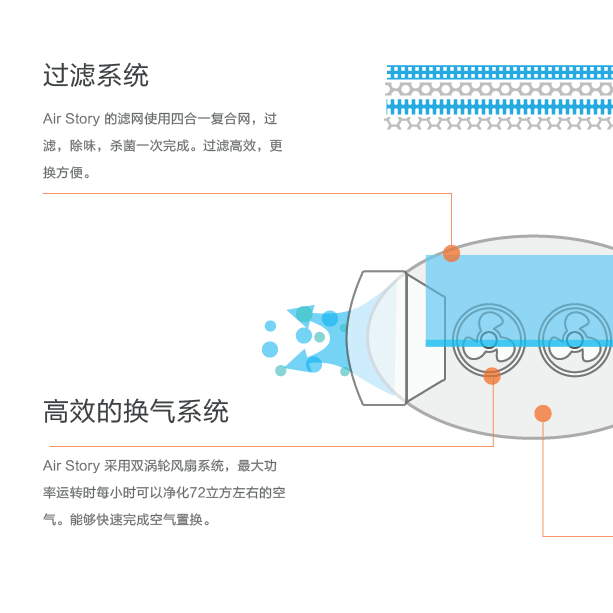 过滤系统
Air Story 的滤网使用四合一复合网，过
滤，除味，杀菌一次完成。过滤高效，更
换方便。
高效的换气系统
Air Story 采用双涡轮风扇系统，最大功
率运转时每小时可以净化72立方左右的空
气。能够快速完成空气置换。